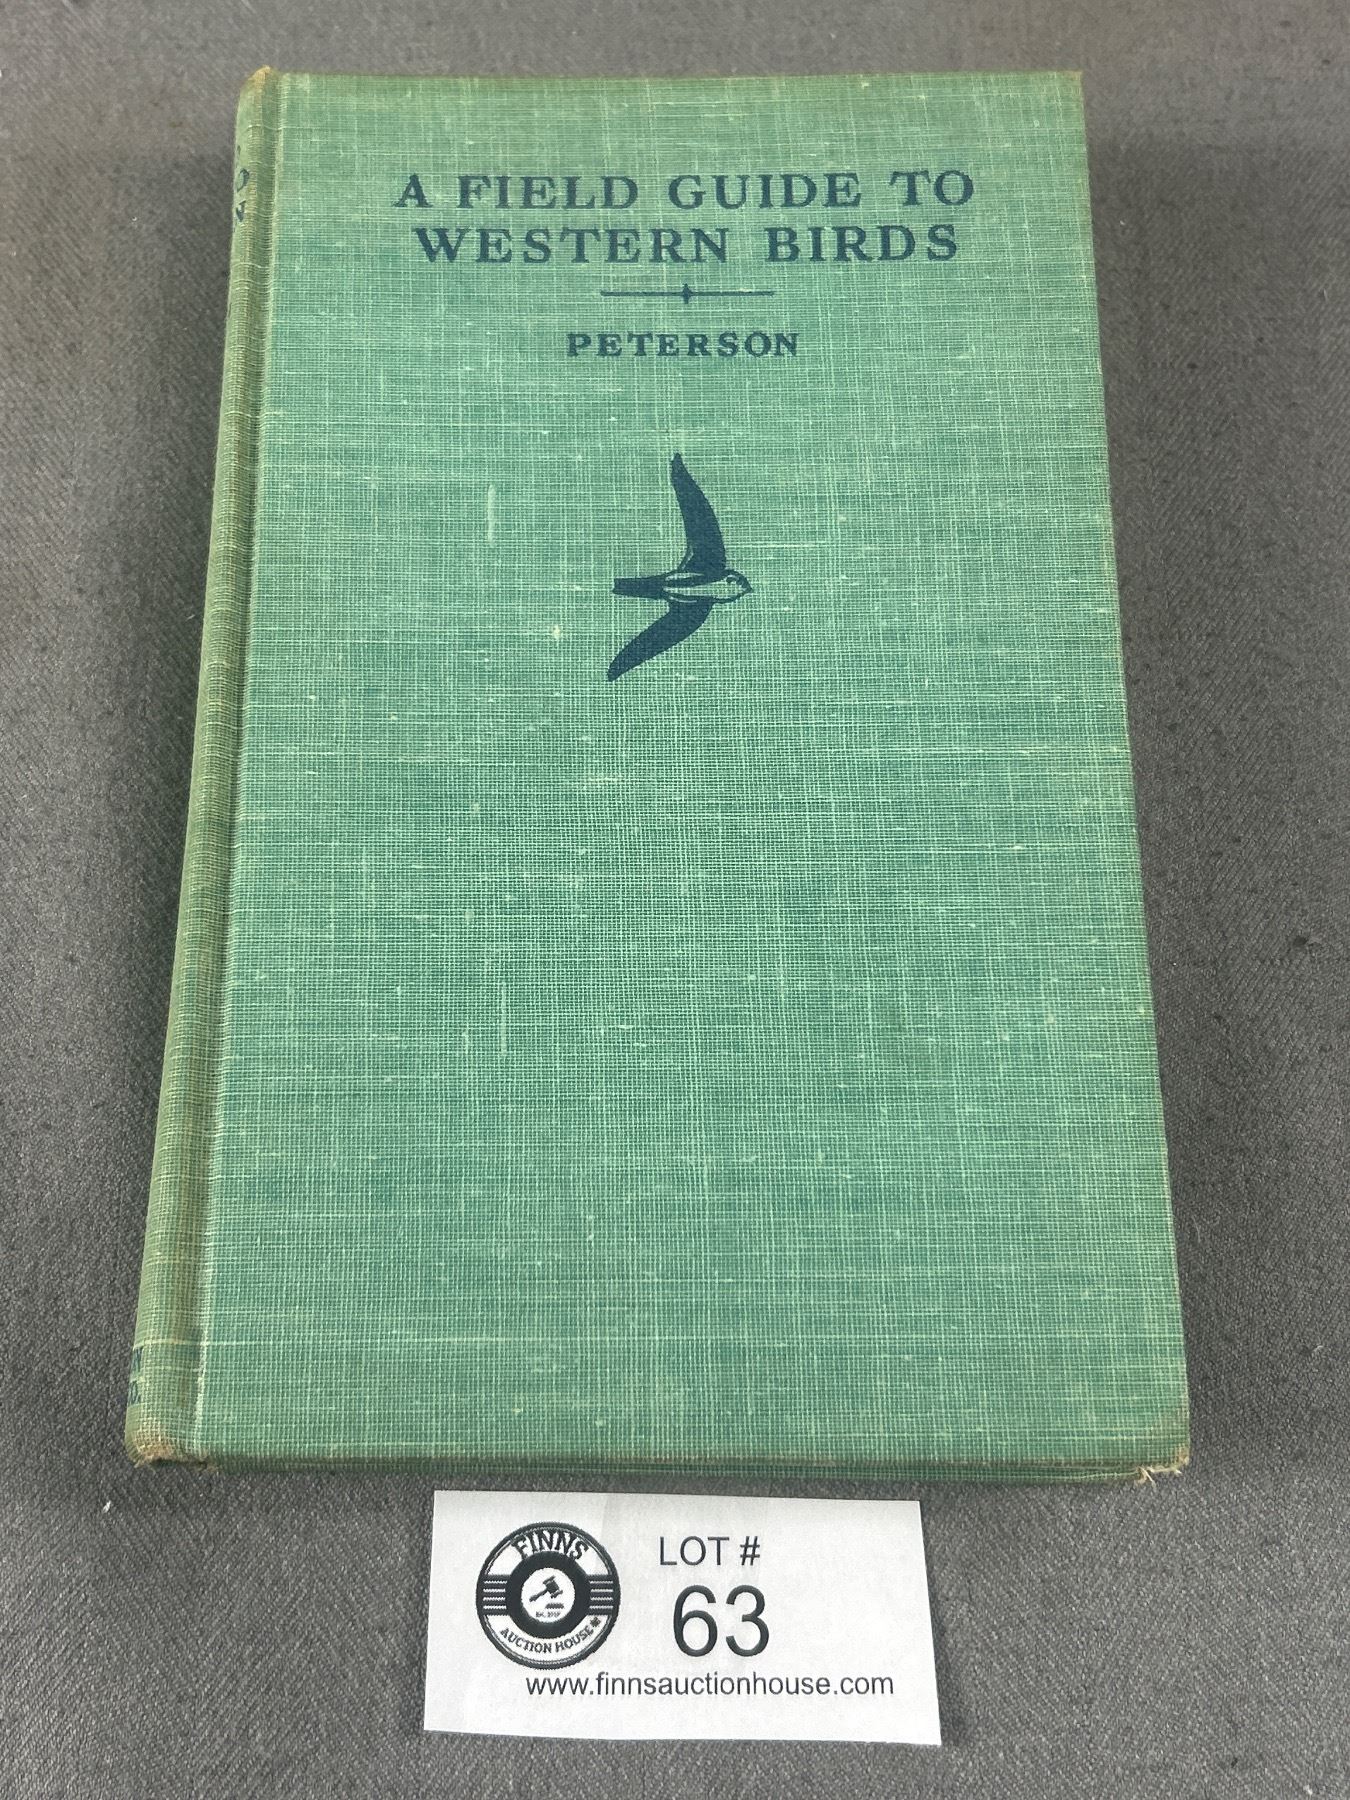 A FIELD GUIDE TO
WESTERN BIRDS
PETERSON
FINNS
AUCTION HOUSE
LOT #
63
www.finnsauctionhouse.com